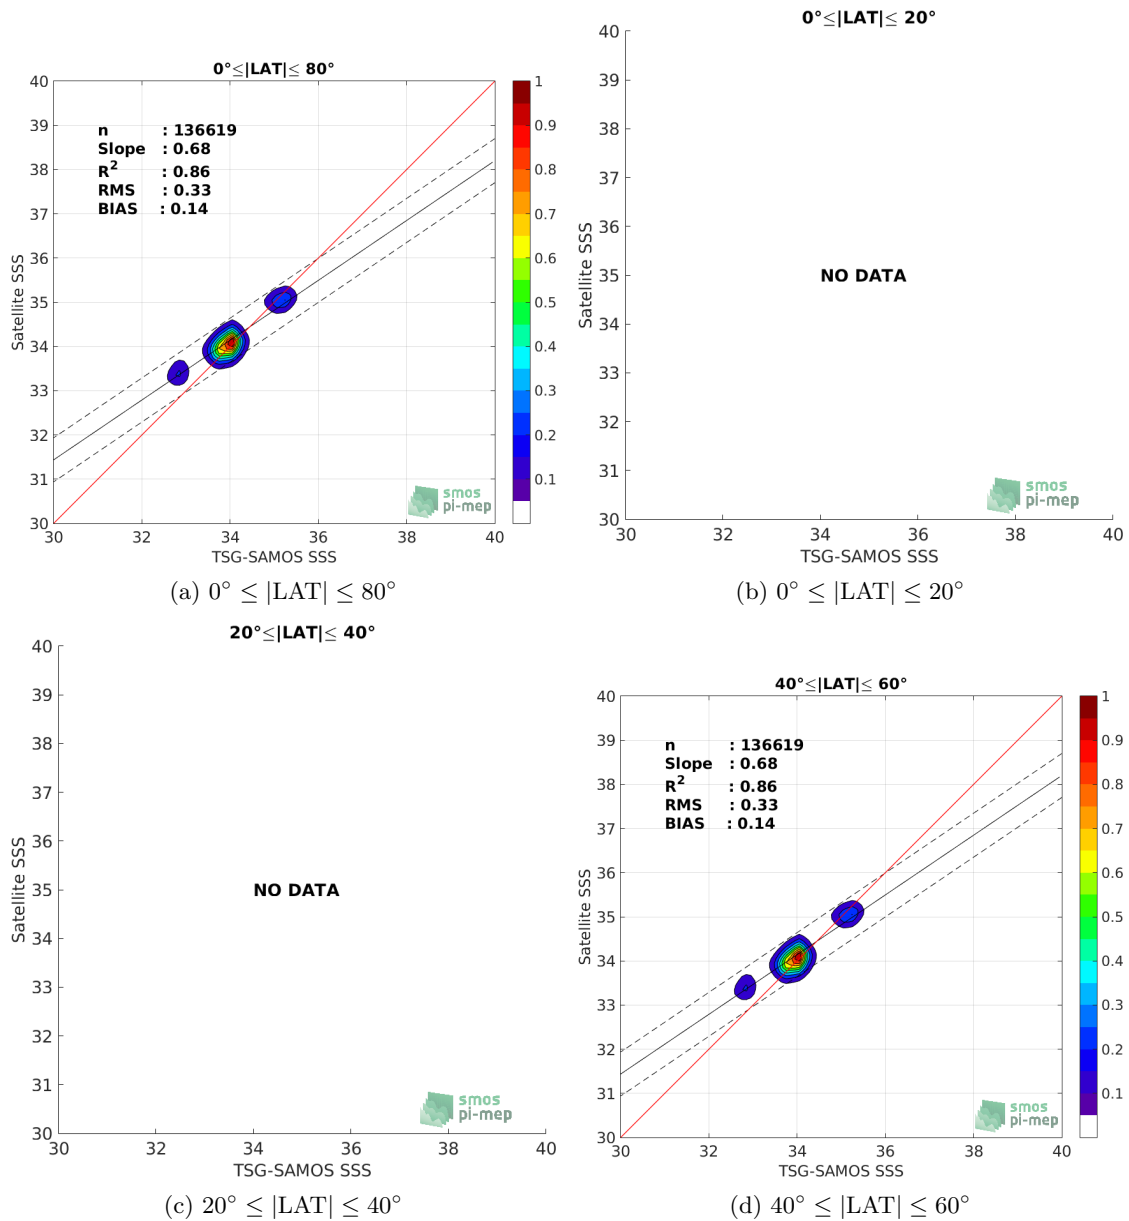 0°≤|LAT|≤ 80°
40
39
38
37
36
35
34
33
32
31
30
Satellite SSS
n : 136619
Slope : 0.68
R² : 0.86
RMS : 0.33
BIAS : 0.14
smos
pi-mep
30 32 34 36 38 40
TSG-SAMOS SSS
1
0.9
0.8
0.7
0.6
0.5
0.4
0.3
0.2
0.1
(a) 0° ≤ |LAT| ≤ 80°
0°≤|LAT|≤ 20°
40
39
38
37
36
35
34
33
32
31
30
Satellite SSS
NO DATA
smos
pi-mep
30 32 34 36 38 40
TSG-SAMOS SSS
(b) 0° ≤ |LAT| ≤ 20°
20°≤|LAT|≤ 40°
40
39
38
37
36
35
34
33
32
31
30
Satellite SSS
NO DATA
smos
pi-mep
30 32 34 36 38 40
TSG-SAMOS SSS
(c) 20° ≤ |LAT| ≤ 40°
40°≤|LAT|≤ 60°
40
39
38
37
36
35
34
33
32
31
30
Satellite SSS
n : 136619
Slope : 0.68
R² : 0.86
RMS : 0.33
BIAS : 0.14
smos
pi-mep
30 32 34 36 38 40
TSG-SAMOS SSS
1
0.9
0.8
0.7
0.6
0.5
0.4
0.3
0.2
0.1
(d) 40° ≤ |LAT| ≤ 60°